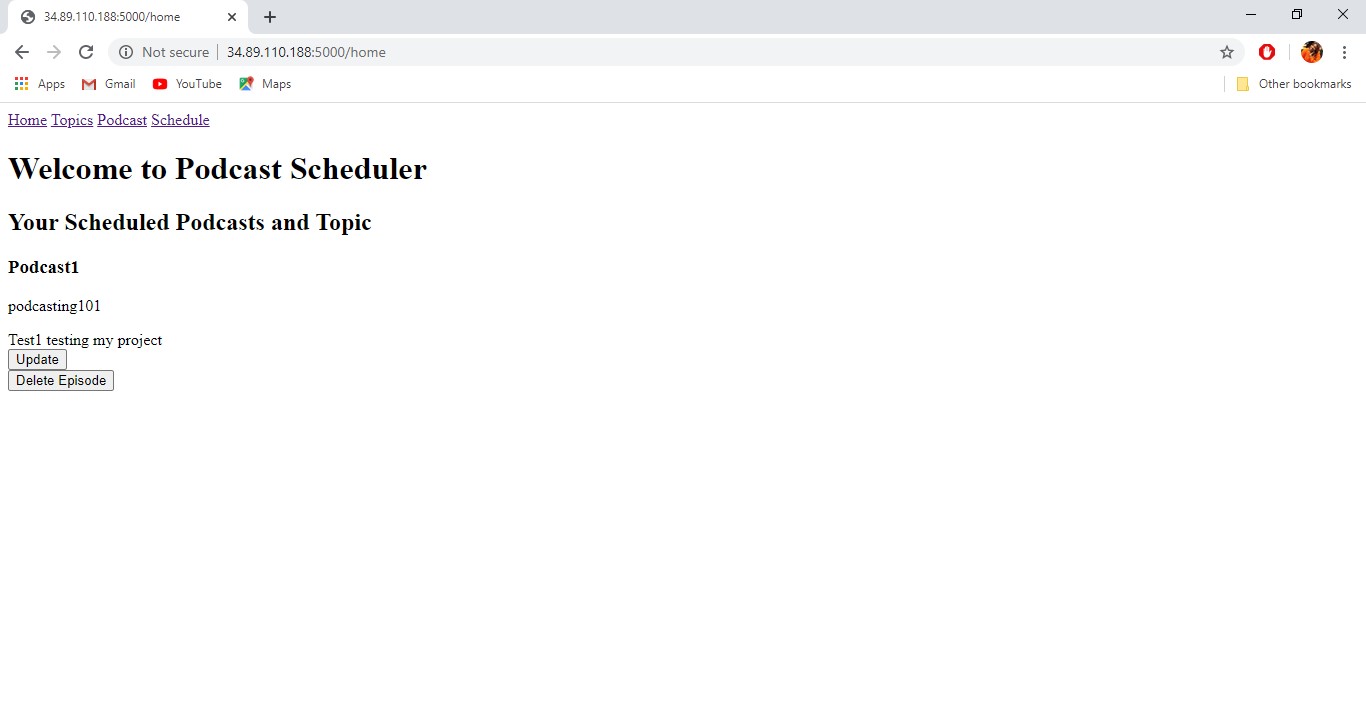 34.89.110.188:5000/home
Not secure 34.89.110.188:5000/home
Apps Gmail YouTube Maps Other bookmarks
Home Topics Podcast Schedule
Welcome to Podcast Scheduler
Your Scheduled Podcasts and Topic
Podcast1
podcasting101
Test1 testing my project
Update
Delete Episode